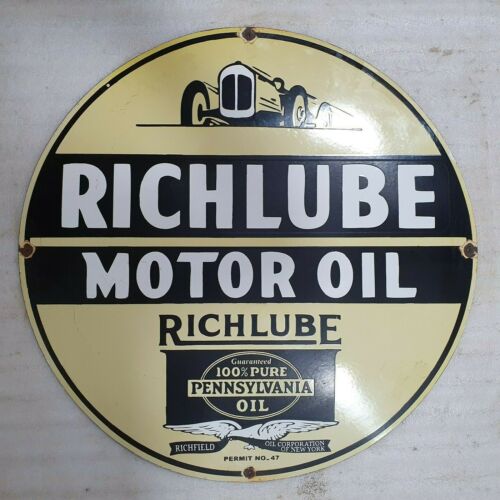 RICHLUBE
MOTOR OIL
RICHLUBE
Guaranteed
100% PURE
PENNSYLVANIA
OIL
RICHFIELD OIL CORPORATION
OF NEW YORK
PERMIT NO. 47